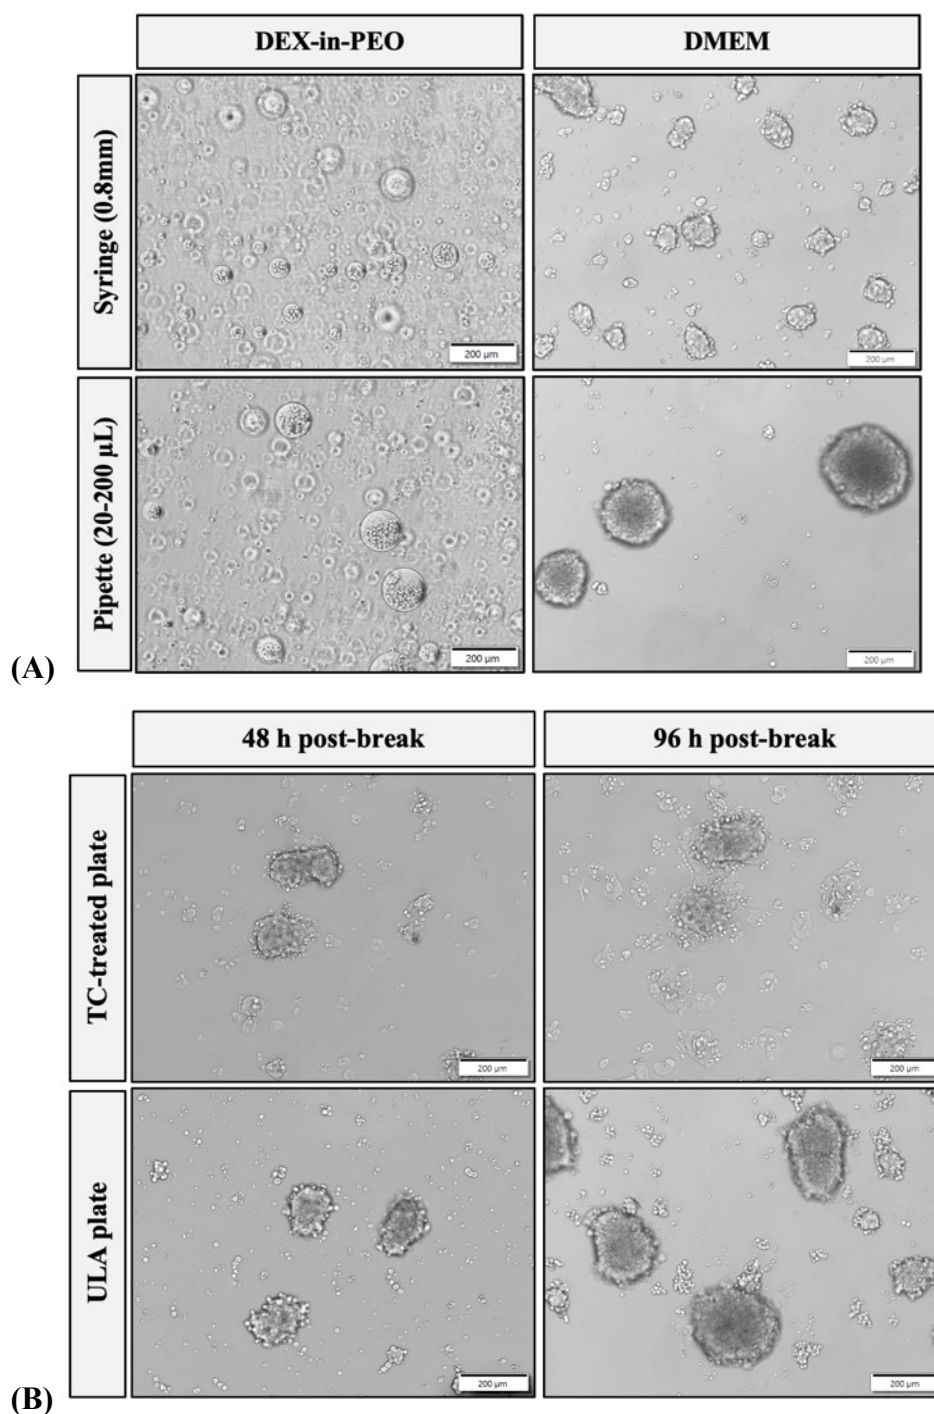 DEX-in-PEO
DMEM
Syringe (0.8mm)
200 µm
200 µm
Pipette (20-200 µL)
200 µm
200 µm
(A)
48 h post-break
96 h post-break
TC-treated plate
200 µm
200 µm
ULA plate
200 µm
200 µm
(B)